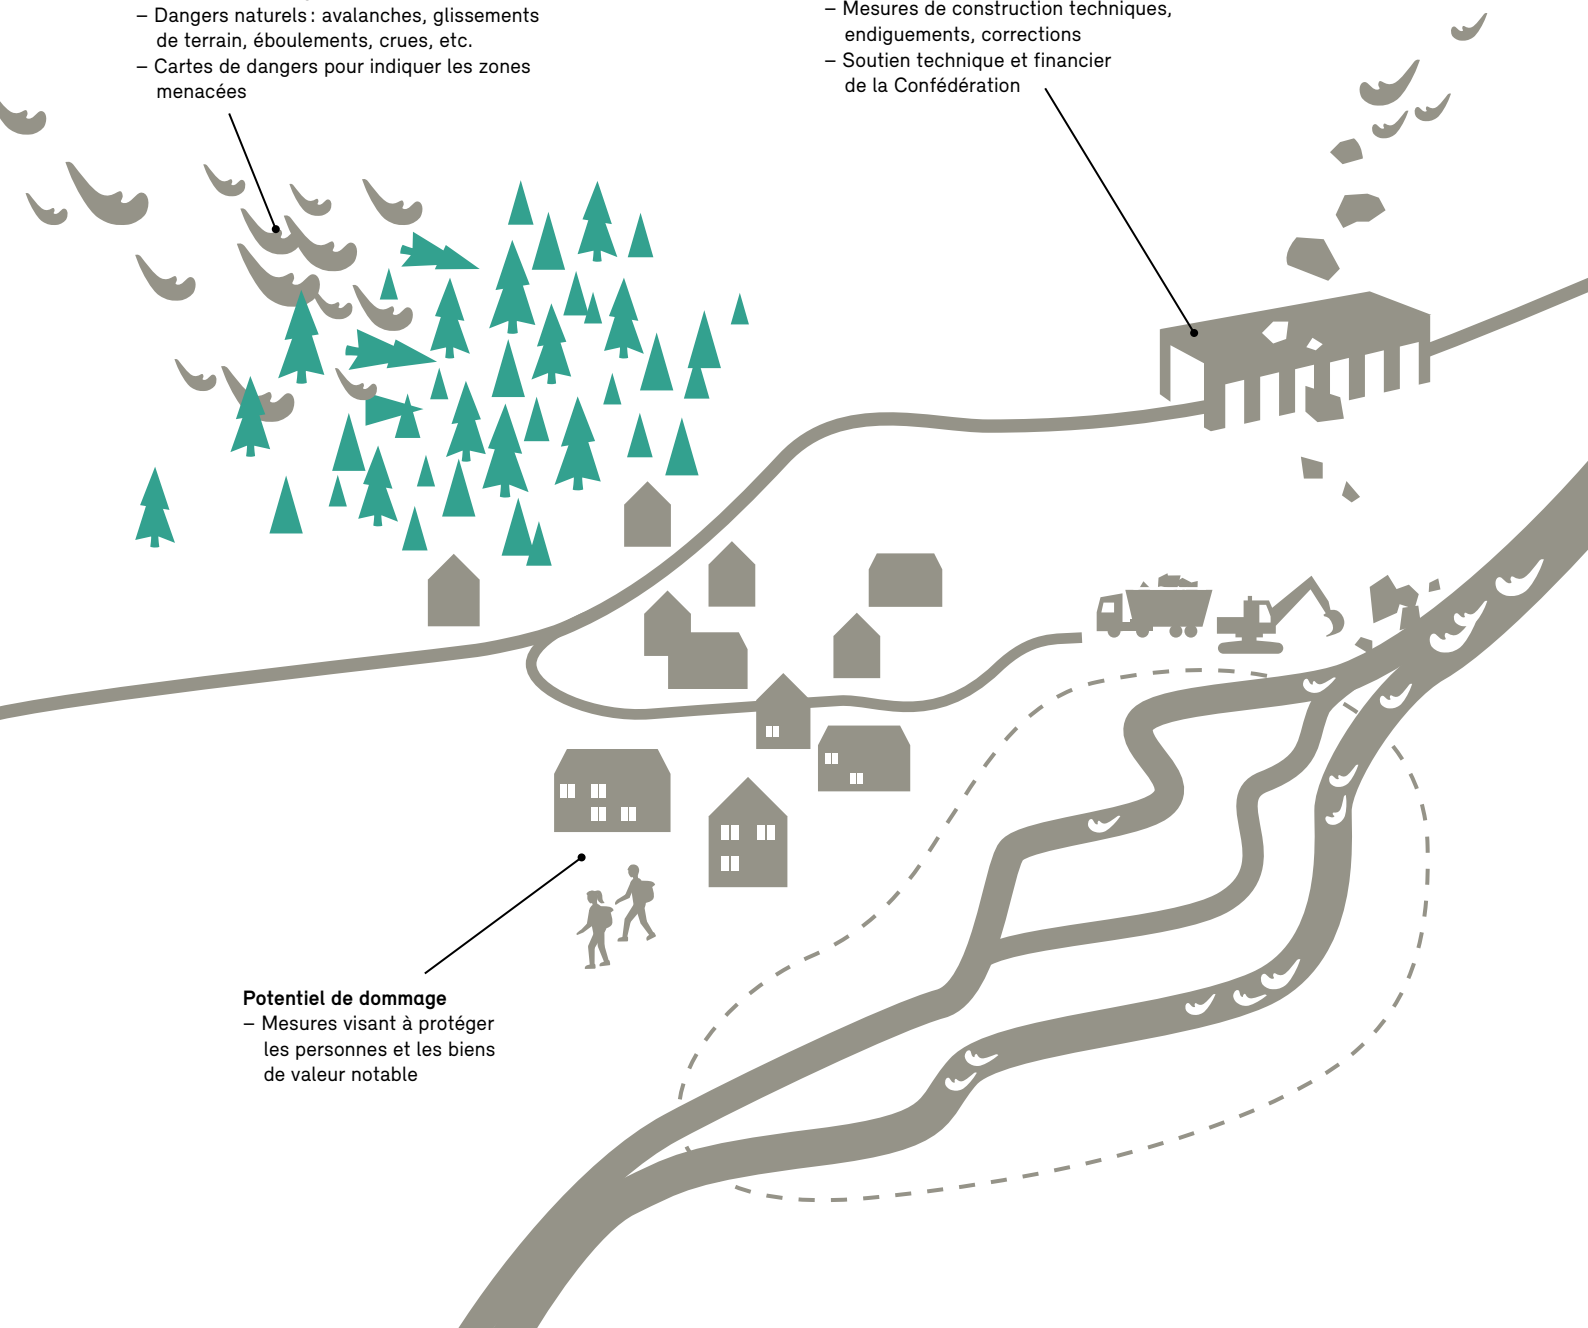 – Dangers naturels : avalanches, glissements
de terrain, éboulements, crues, etc.
– Cartes de dangers pour indiquer les zones
menacées
– Mesures de construction techniques,
endiguements, corrections
– Soutien technique et financier
de la Confédération
Potentiel de dommage
– Mesures visant à protéger
les personnes et les biens
de valeur notable